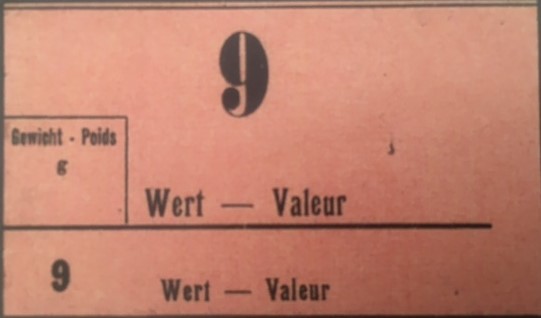 9
Gewicht - Poids
g
Wert — Valeur
9
Wert — Valeur